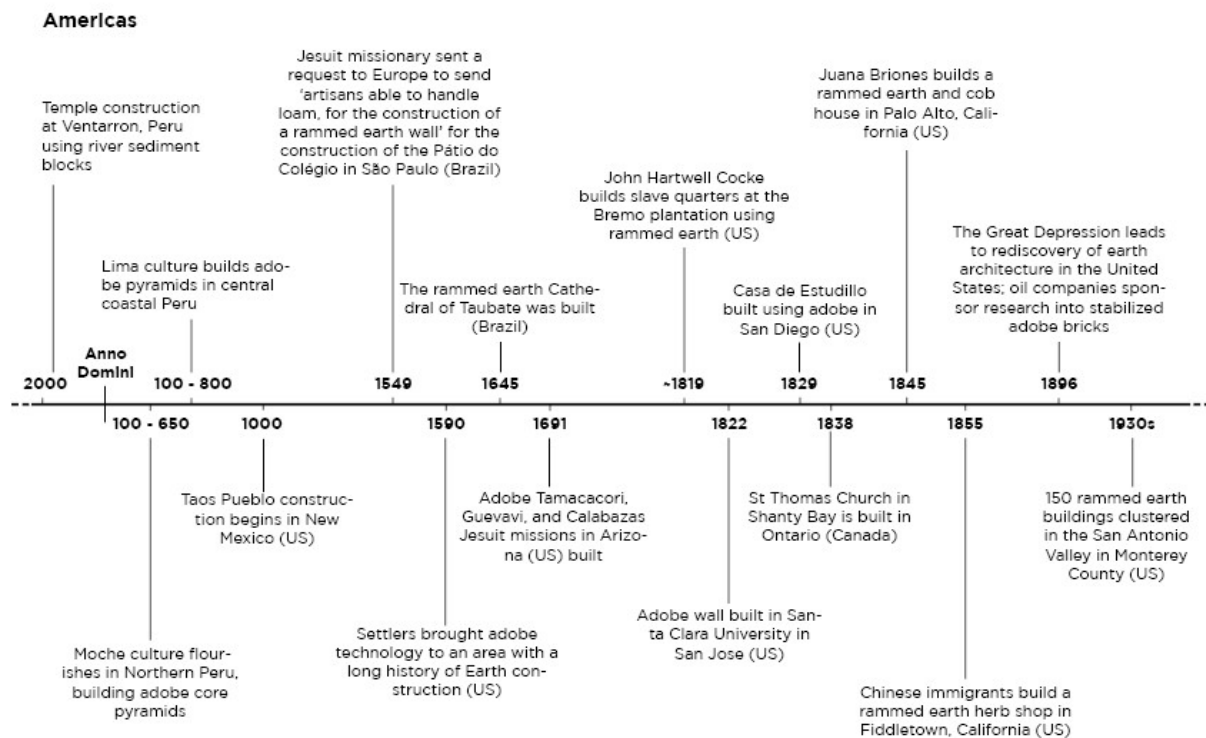 Americas
Temple construction
at Ventarron, Peru
using river sediment
blocks
Jesuit missionary sent a
request to Europe to send
‘artisans able to handle
loam, for the construction of
a rammed earth wall’ for the
construction of the Pátio do
Colégio in São Paulo (Brazil)
Juana Briones builds a
rammed earth and cob
house in Palo Alto, Cali-
fornia (US)
John Hartwell Cocke
builds slave quarters at the
Bremo plantation using
rammed earth (US)
The Great Depression leads
to rediscovery of earth
architecture in the United
States; oil companies spon-
sor research into stabilized
adobe bricks
Lima culture builds ado-
be pyramids in central
coastal Peru
The rammed earth Cathe-
dral of Taubate was built
(Brazil)
Casa de Estudillo
built using adobe in
San Diego (US)
Anno
Domini
2000 100 - 800 1549 1645 ~1819 1829 1845 1896
100 - 650 1000 1590 1691 1822 1838 1855 1930s
Taos Pueblo construc-
tion begins in New
Mexico (US)
Adobe Tamacacori,
Guevavi, and Calabazas
Jesuit missions in Arizo-
na (US) built
St Thomas Church in
Shanty Bay is built in
Ontario (Canada)
150 rammed earth
buildings clustered
in the San Antonio
Valley in Monterey
County (US)
Moche culture flour-
ishes in Northern Peru,
building adobe core
pyramids
Settlers brought adobe
technology to an area with a
long history of Earth con-
struction (US)
Adobe wall built in San-
ta Clara University in
San Jose (US)
Chinese immigrants build a
rammed earth herb shop in
Fiddletown, California (US)